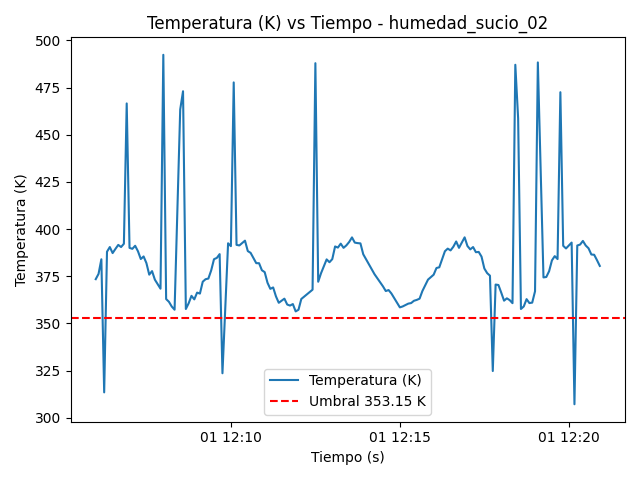 Temperatura (K) vs Tiempo - humedad_sucio_02
Temperatura (K)
500
475
450
425
400
375
350
325
300
Temperatura (K)
Umbral 353.15 K
01 12:10
01 12:15
01 12:20
Tiempo (s)